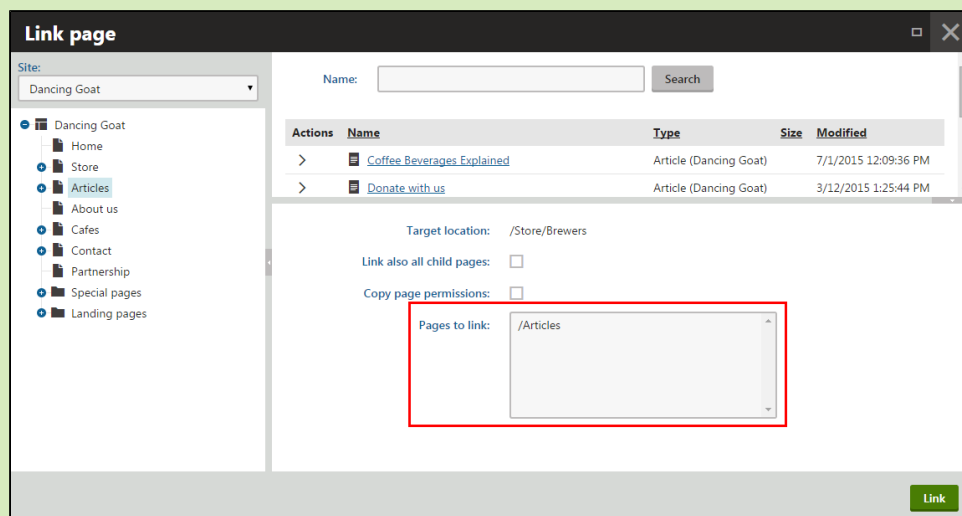 Link page
Site:
Dancing Goat
Dancing Goat
Home
Store
Articles
About us
Cafes
Contact
Partnership
Special pages
Landing pages
Name:
Search
Actions Name Type Size Modified
Coffee Beverages Explained Article (Dancing Goat) 7/1/2015 12:09:36 PM
Donate with us Article (Dancing Goat) 3/12/2015 1:25:44 PM
Target location: /Store/Brewers
Link also all child pages:
Copy page permissions:
Pages to link: /Articles
Link